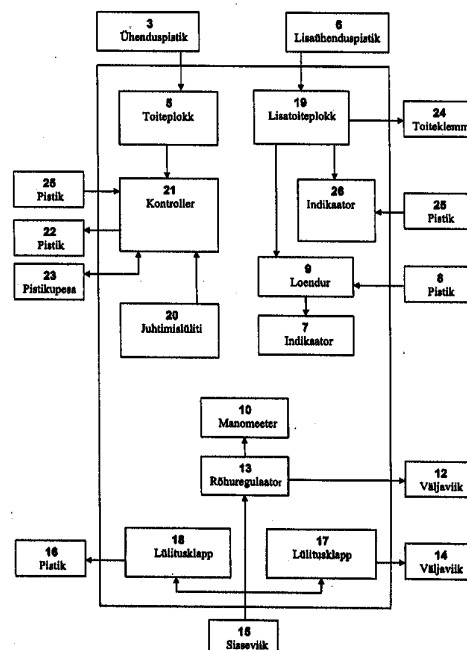 3
Ühenduspistik
6
Lisaühenduspistik
5
Toiteplokk
19
Lisatoiteplokk
24
Toiteklemm
25
Pistik
21
Kontroller
26
Indikaator
25
Pistik
22
Pistik
23
Pistikupesa
9
Loendur
8
Pistik
20
Juhtimislüliti
7
Indikaator
10
Manomeeter
13
Rõhuregulaator
12
Väljaviik
18
Lülitusklapp
17
Lülitusklapp
16
Pistik
14
Väljaviik
15
Sisseviik